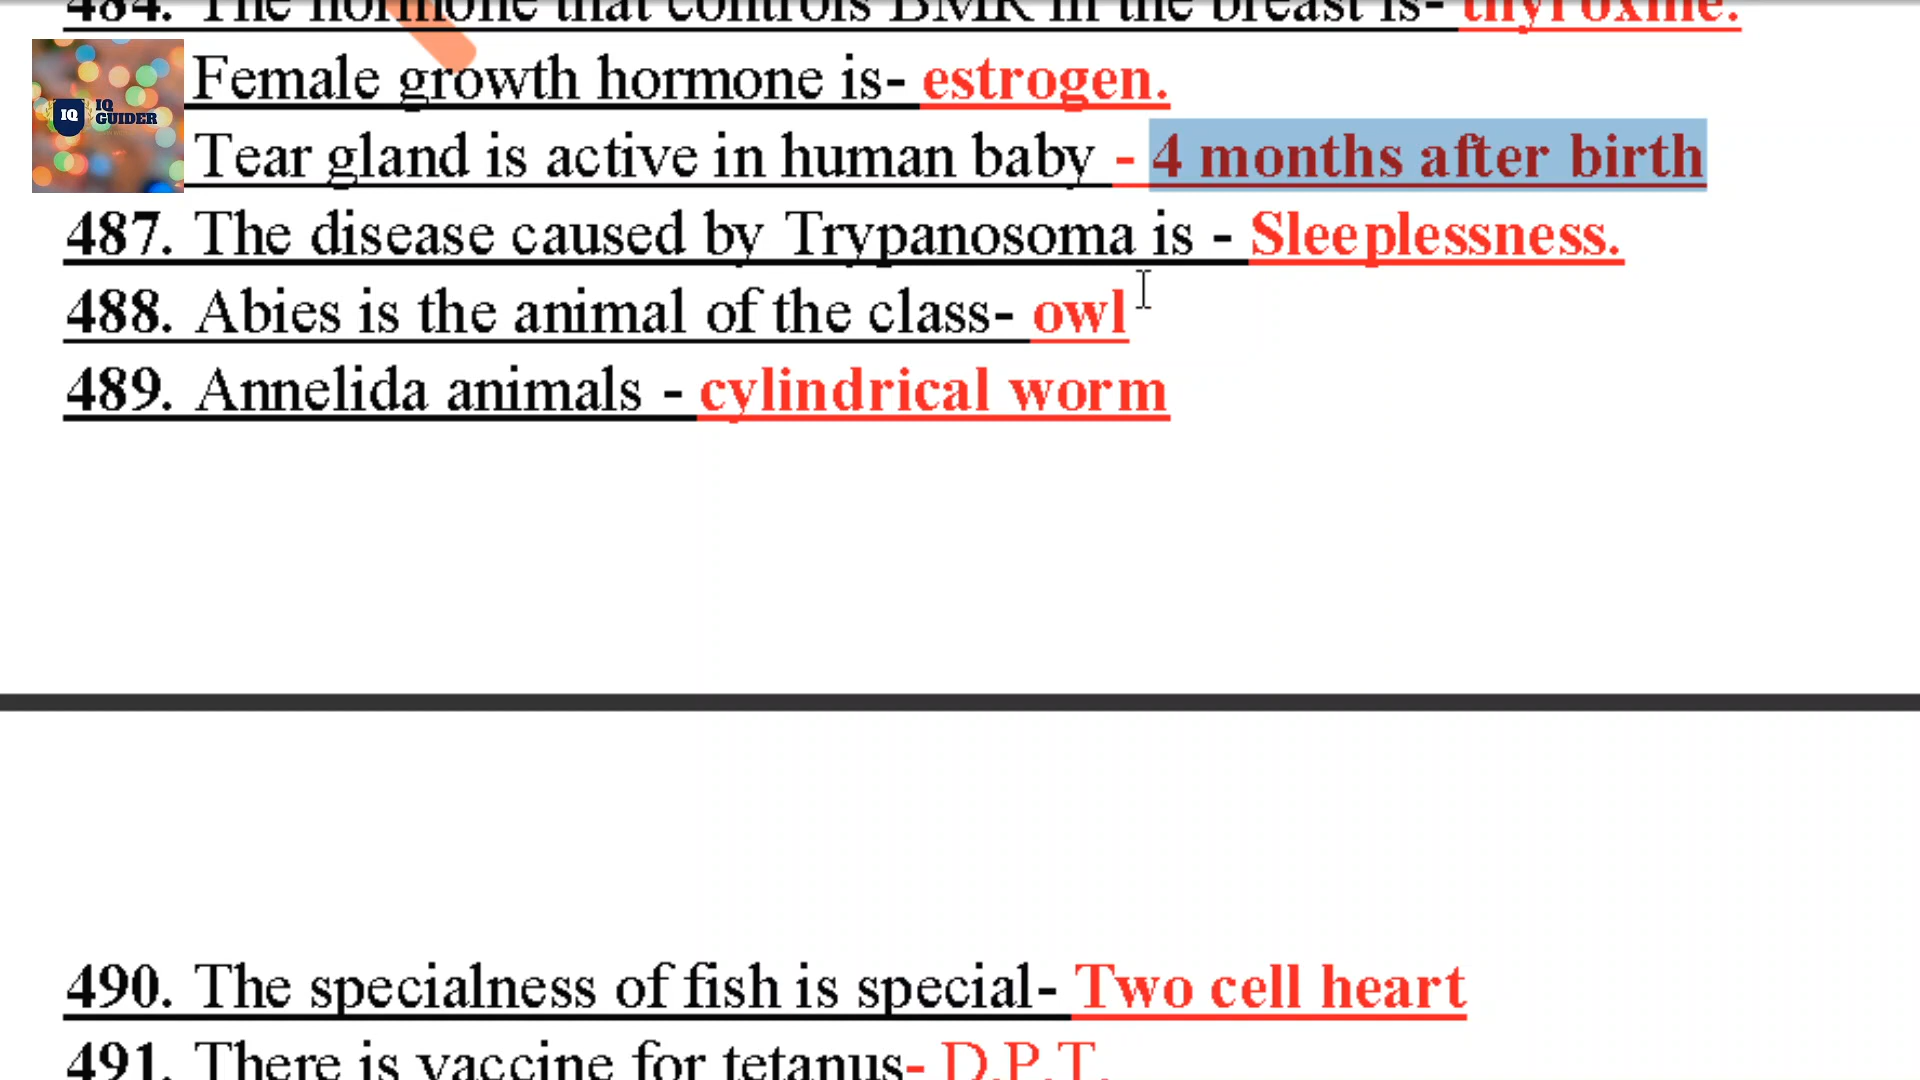 484. The hormone that controls BMR in the breast is- thyroxine.
Female growth hormone is- estrogen.
IQ
IQ
GUIDER
Tear gland is active in human baby - 4 months after birth
487. The disease caused by Trypanosoma is - Sleeplessness.
488. Abies is the animal of the class- owl
489. Annelida animals - cylindrical worm
490. The specialness of fish is special- Two cell heart
491. There is vaccine for tetanus- D.P.T.